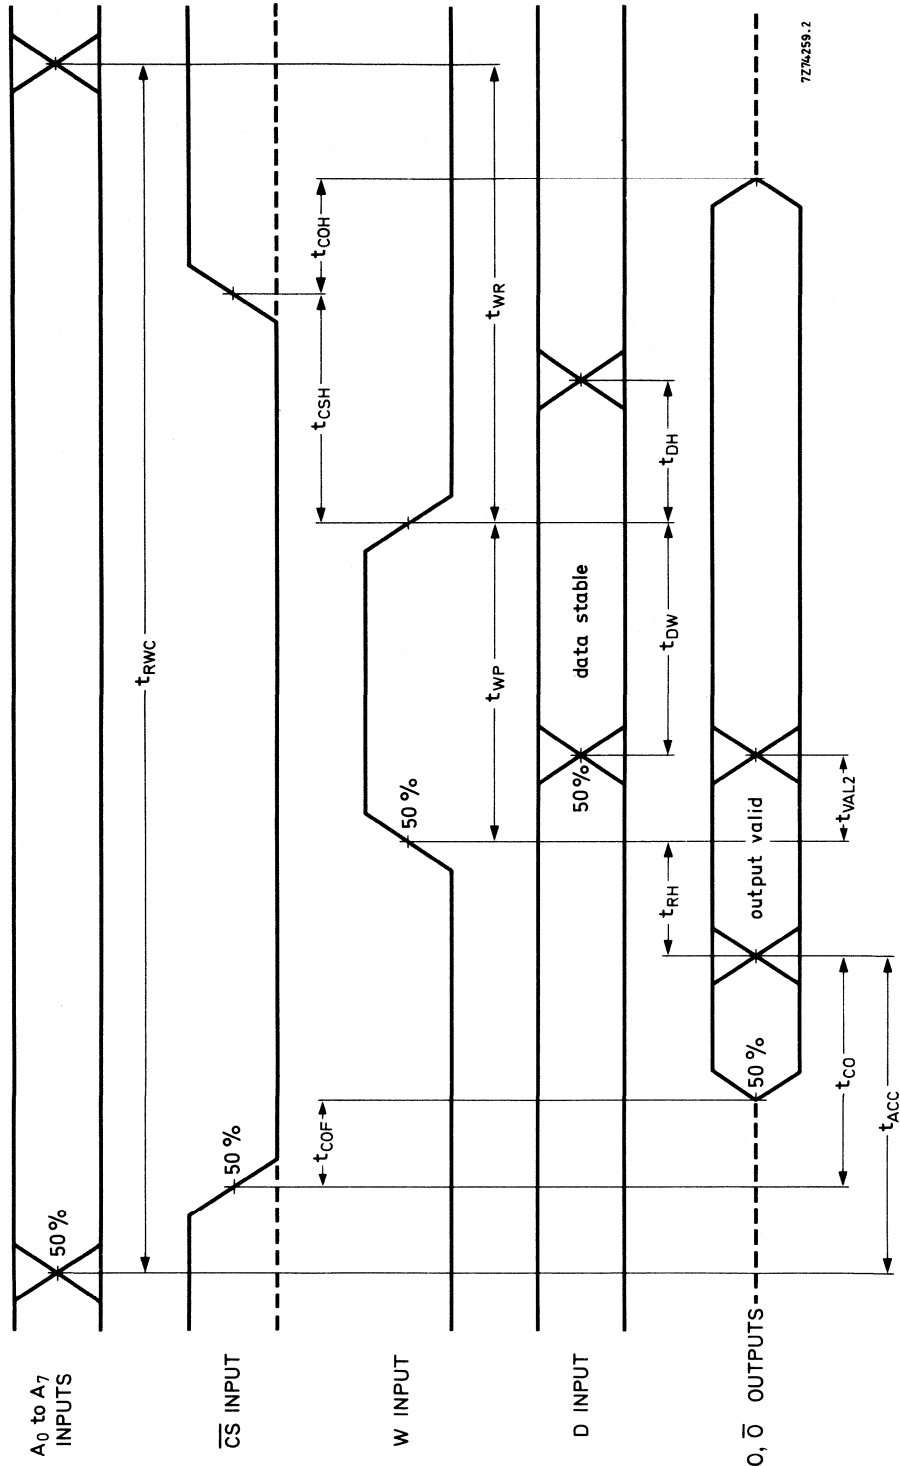 A0 to A7
INPUTS
50%
tRWC
CS INPUT
50%
tCOF
tCSH
tCOH
W INPUT
50%
tWP
tWR
D INPUT
50%
data stable
tRH
tDW
tDH
O, O OUTPUTS
50%
output valid
tCO
tVAL2
tACC
7Z74259.2